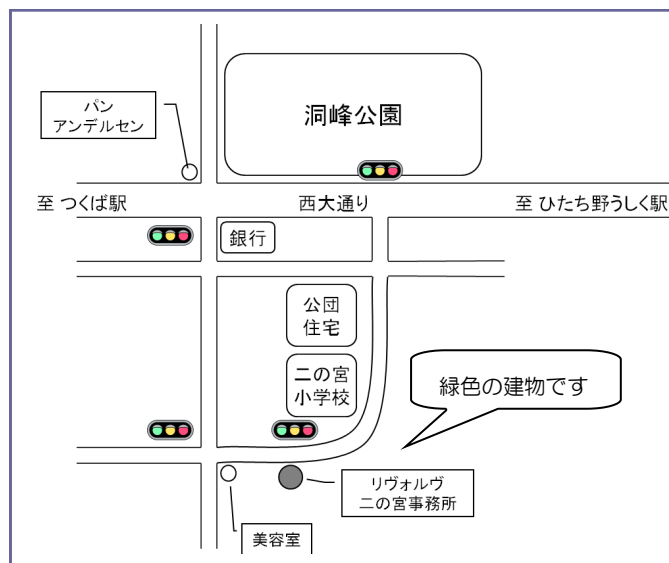 洞峰公園
パン
アンデルセン
至 つくば駅
西大通り
至 ひたち野うしく駅
銀行
公団
住宅
二の宮
小学校
緑色の建物です
リヴォルヴ
二の宮事務所
美容室